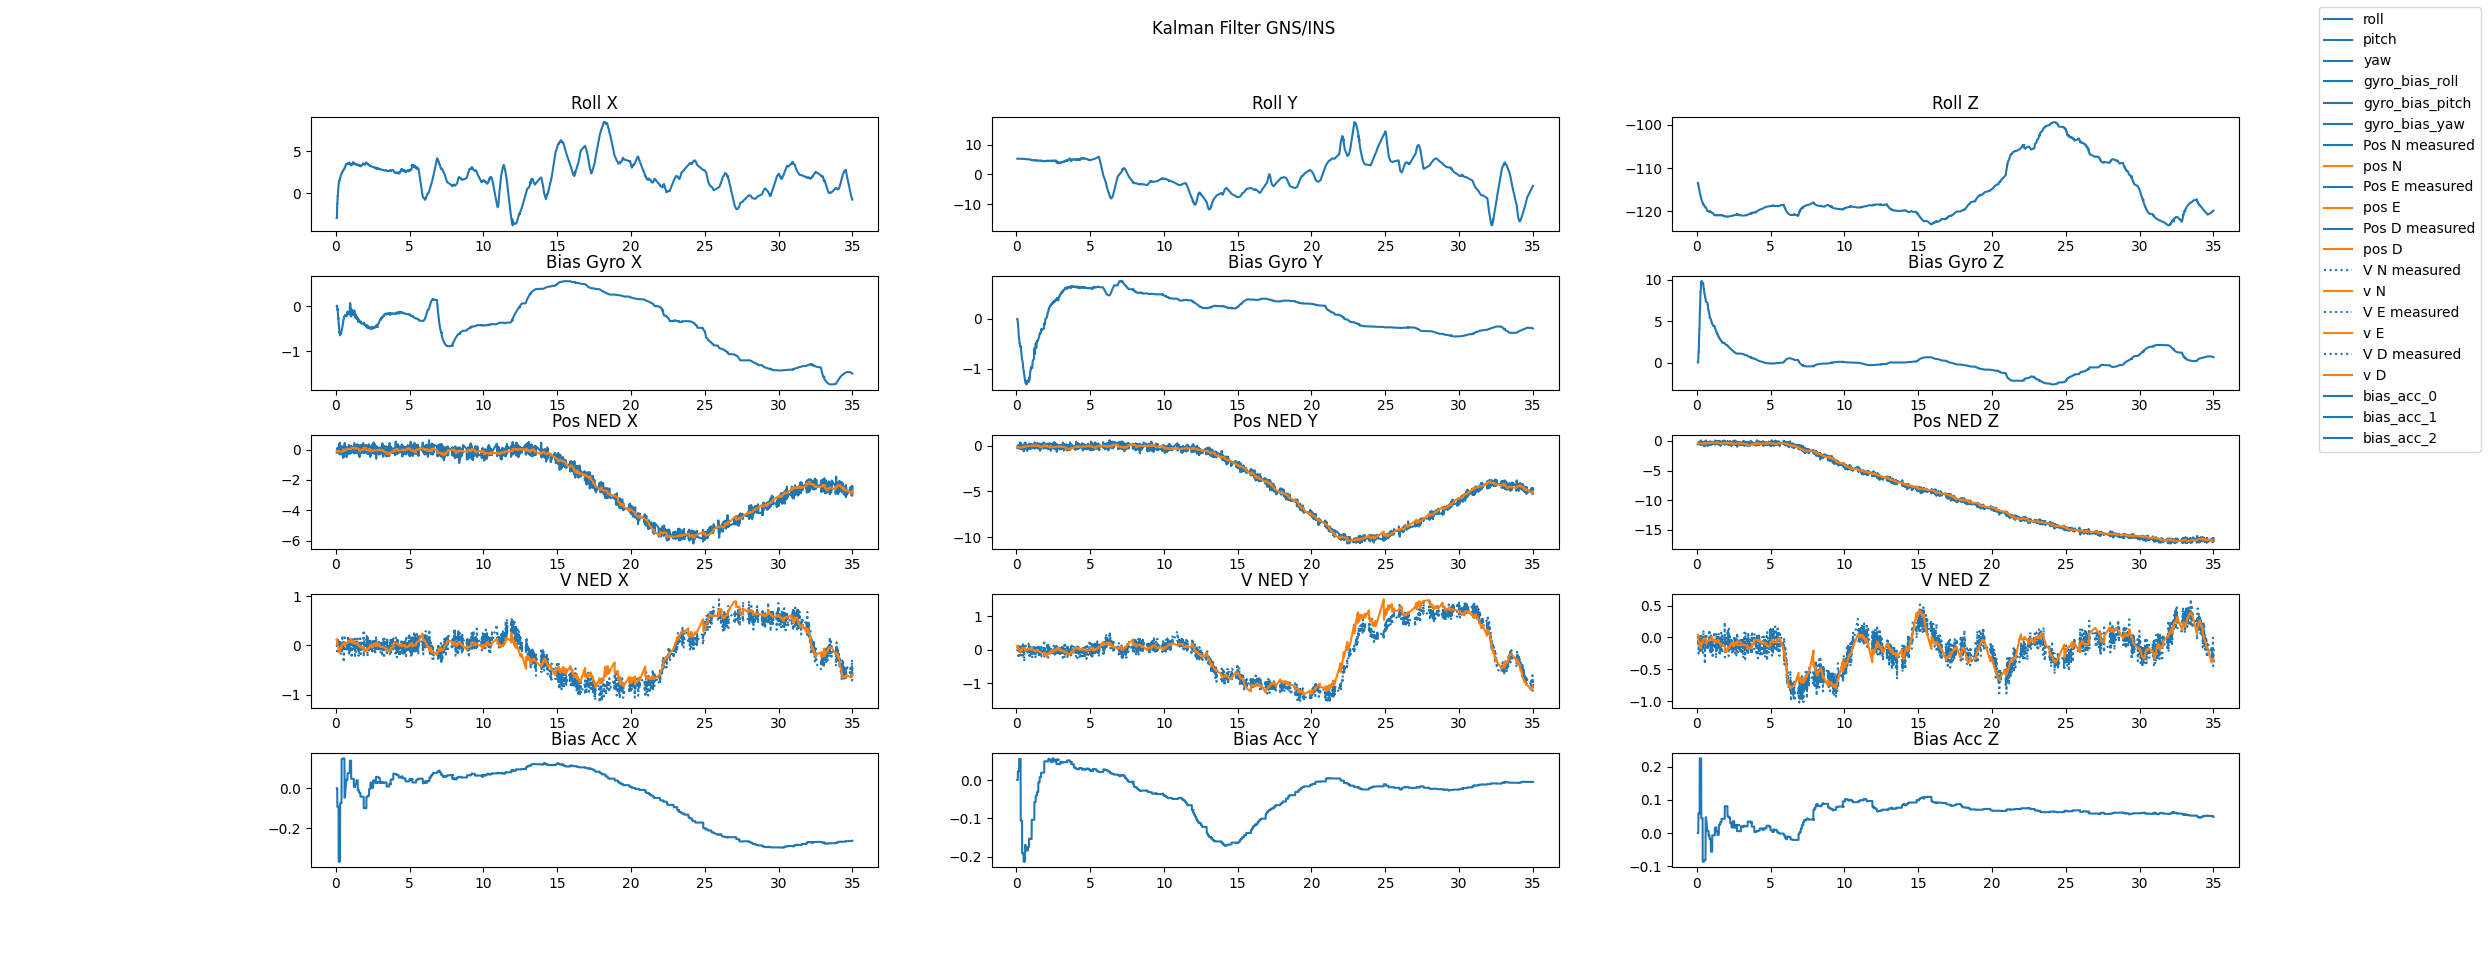 Kalman Filter GNS/INS
roll
pitch
yaw
gyro_bias_roll
gyro_bias_pitch
gyro_bias_yaw
Pos N measured
pos N
Pos E measured
pos E
Pos D measured
pos D
V N measured
v N
V E measured
v E
V D measured
v D
bias_acc_0
bias_acc_1
bias_acc_2
Roll X
5
0
0 5 10 15 20 25 30 35
Roll Y
10
0
−10
0 5 10 15 20 25 30 35
Roll Z
−100
−110
−120
0 5 10 15 20 25 30 35
Bias Gyro X
0
−1
0 5 10 15 20 25 30 35
Bias Gyro Y
0
−1
0 5 10 15 20 25 30 35
Bias Gyro Z
10
5
0
0 5 10 15 20 25 30 35
Pos NED X
0
−2
−4
−6
0 5 10 15 20 25 30 35
Pos NED Y
0
−5
−10
0 5 10 15 20 25 30 35
Pos NED Z
0
−5
−10
−15
0 5 10 15 20 25 30 35
V NED X
1
0
−1
0 5 10 15 20 25 30 35
V NED Y
1
0
−1
0 5 10 15 20 25 30 35
V NED Z
0.5
0.0
−0.5
−1.0
0 5 10 15 20 25 30 35
Bias Acc X
0.0
−0.2
0 5 10 15 20 25 30 35
Bias Acc Y
0.0
−0.1
−0.2
0 5 10 15 20 25 30 35
Bias Acc Z
0.2
0.1
0.0
−0.1
0 5 10 15 20 25 30 35